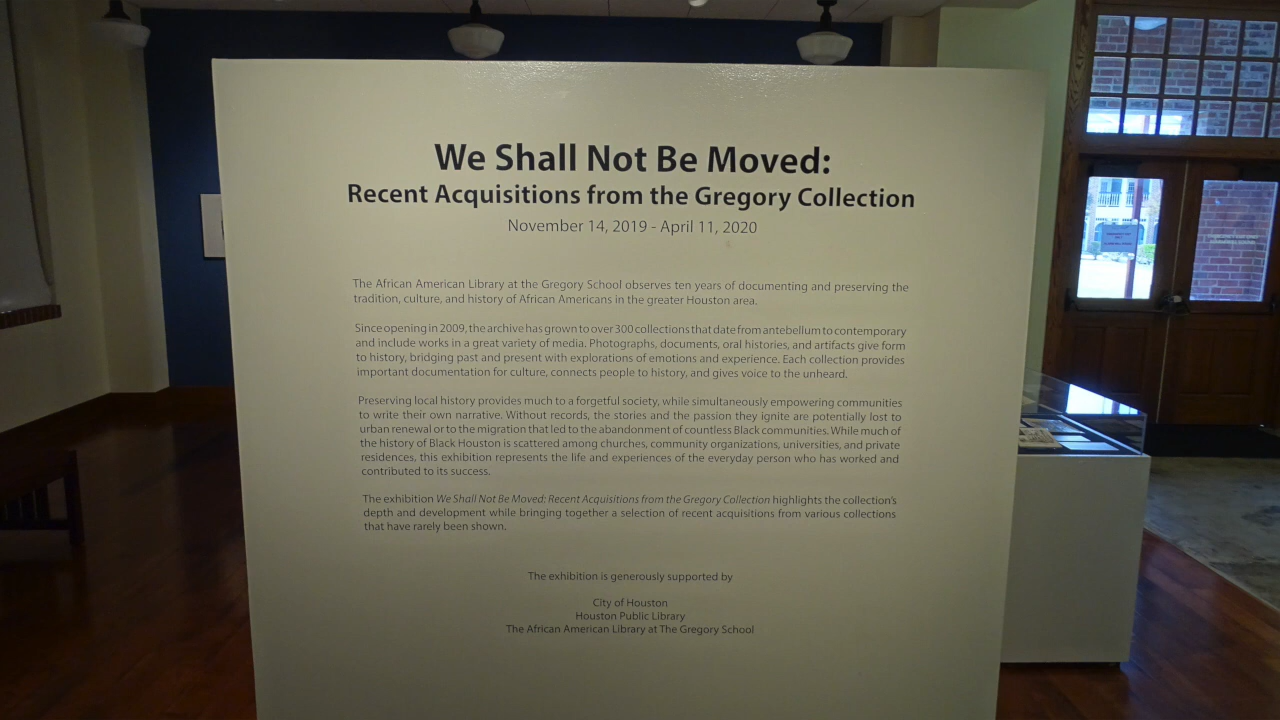 We Shall Not Be Moved:
Recent Acquisitions from the Gregory Collection
November 14, 2019 - April 11, 2020
The African American Library at the Gregory School observes ten years of documenting and preserving the
tradition, culture, and history of African Americans in the greater Houston area.
Since opening in 2009, the archive has grown to over 300 collections that date from antebellum to contemporary
and include works in a great variety of media. Photographs, documents, oral histories, and artifacts give form
to history, bridging past and present with explorations of emotions and experience. Each collection provides
important documentation for culture, connects people to history, and gives voice to the unheard.
Preserving local history provides much to a forgetful society, while simultaneously empowering communities
to write their own narrative. Without records, the stories and the passion they ignite are potentially lost to
urban renewal or to the migration that led to the abandonment of countless Black communities. While much of
the history of Black Houston is scattered among churches, community organizations, universities, and private
residences, this exhibition represents the life and experiences of the everyday person who has worked and
contributed to its success.
The exhibition We Shall Not Be Moved: Recent Acquisitions from the Gregory Collection highlights the collection's
depth and development while bringing together a selection of recent acquisitions from various collections
that have rarely been shown.
The exhibition is generously supported by
City of Houston
Houston Public Library
The African American Library at The Gregory School